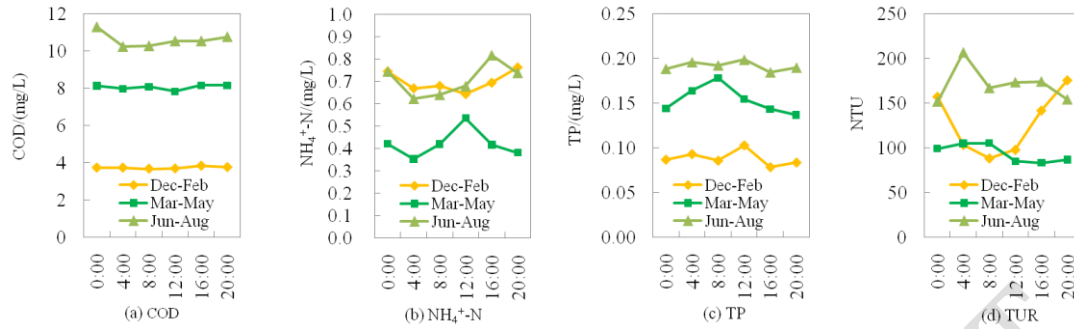 COD/(mg/L)
12
10
8
6
4
2
0
Dec-Feb
Mar-May
Jun-Aug
0:00
4:00
8:00
12:00
16:00
20:00
(a) COD
NH₄⁺-N/(mg/L)
1.0
0.9
0.8
0.7
0.6
0.5
0.4
0.3
0.2
0.1
0.0
Dec-Feb
Mar-May
Jun-Aug
0:00
4:00
8:00
12:00
16:00
20:00
(b) NH₄⁺-N
TP/(mg/L)
0.25
0.20
0.15
0.10
0.05
0.00
Dec-Feb
Mar-May
Jun-Aug
0:00
4:00
8:00
12:00
16:00
20:00
(c) TP
NTU
250
200
150
100
50
0
Dec-Feb
Mar-May
Jun-Aug
0:00
4:00
8:00
12:00
16:00
20:00
(d) TUR